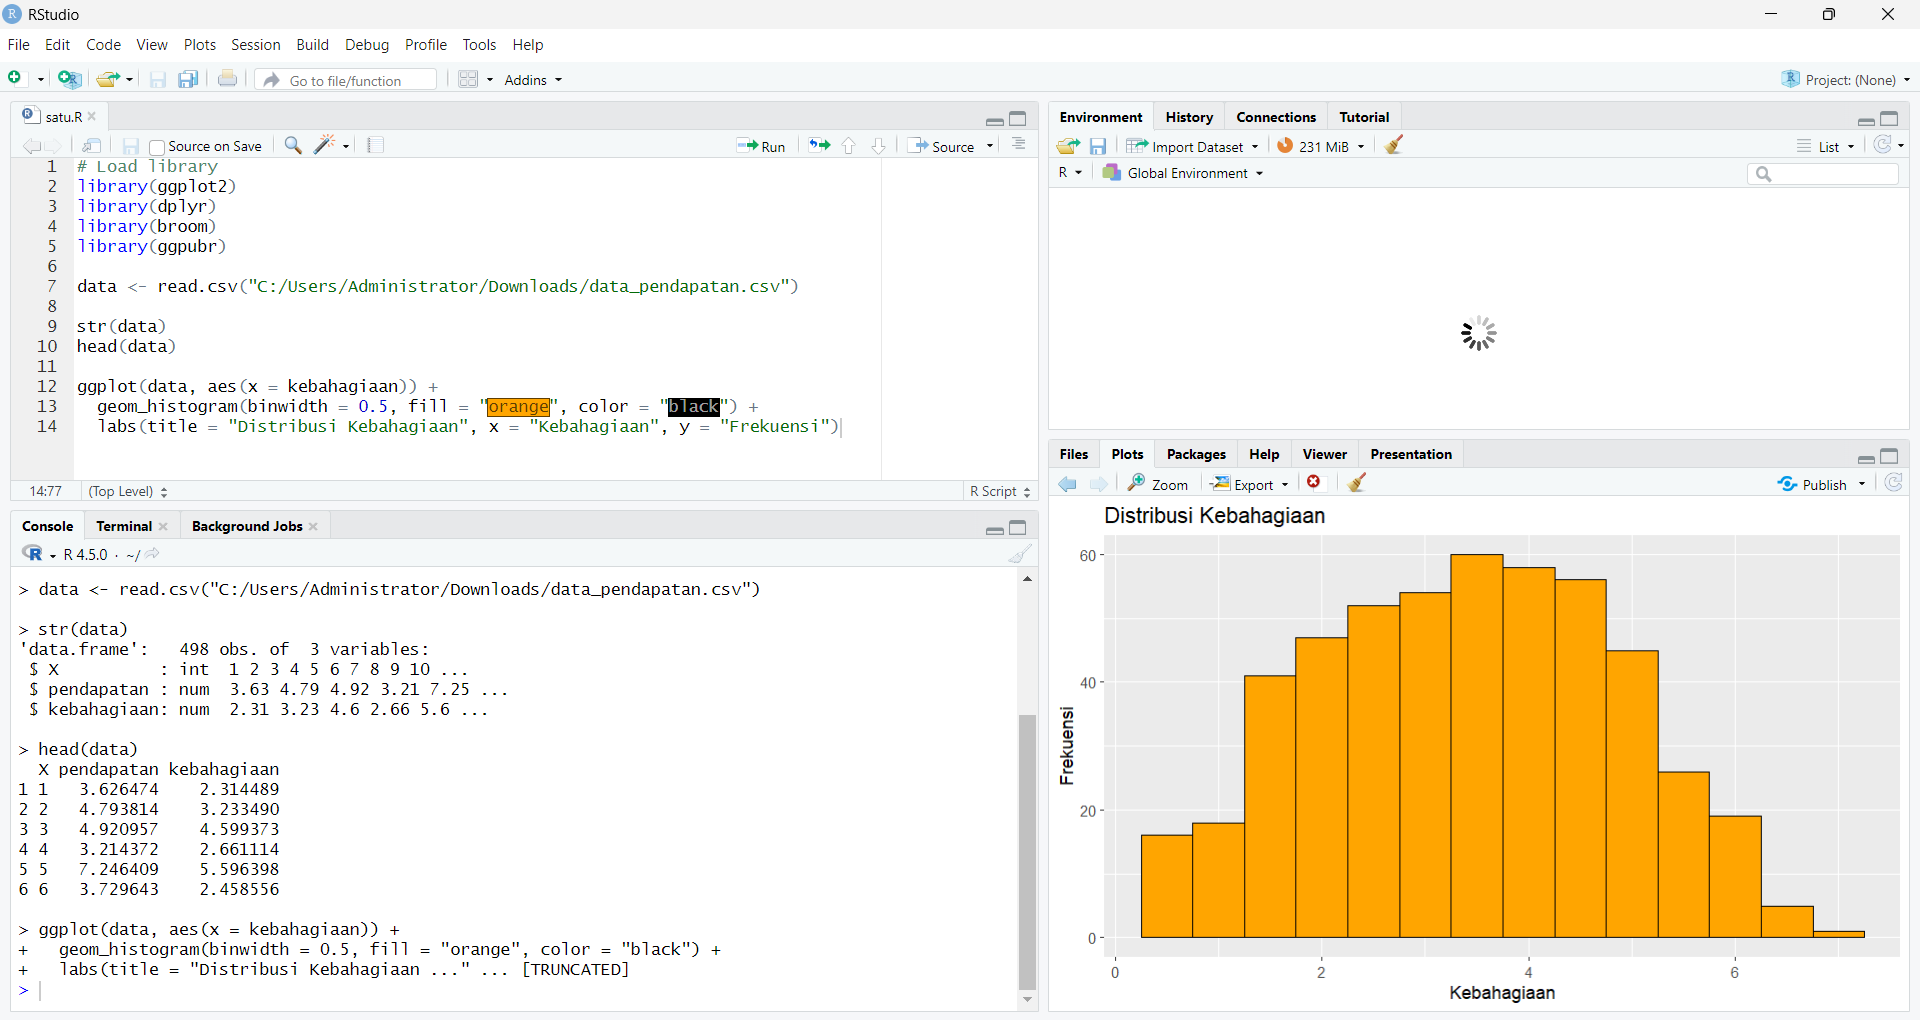 RStudio
File Edit Code View Plots Session Build Debug Profile Tools Help
Go to file/function Addins Project: (None)
satu.R
Source on Save Run Source
1 # Load library
2 library(ggplot2)
3 library(dplyr)
4 library(broom)
5 library(ggpubr)
6
7 data <- read.csv("C:/Users/Administrator/Downloads/data_pendapatan.csv")
8
9 str(data)
10 head(data)
11
12 ggplot(data, aes(x = kebahagiaan)) +
13   geom_histogram(binwidth = 0.5, fill = "orange", color = "black") +
14   labs(title = "Distribusi Kebahagiaan", x = "Kebahagiaan", y = "Frekuensi")
14:77 (Top Level) R Script
Console Terminal Background Jobs
R R 4.5.0 · ~/
> data <- read.csv("C:/Users/Administrator/Downloads/data_pendapatan.csv")
> str(data)
'data.frame':   498 obs. of  3 variables:
 $ X          : int  1 2 3 4 5 6 7 8 9 10 ...
 $ pendapatan : num  3.63 4.79 4.92 3.21 7.25 ...
 $ kebahagiaan: num  2.31 3.23 4.6 2.66 5.6 ...
> head(data)
  X pendapatan kebahagiaan
1 1   3.626474    2.314489
2 2   4.793814    3.233490
3 3   4.920957    4.599373
4 4   3.214372    2.661114
5 5   7.246409    5.596398
6 6   3.729643    2.458556
> ggplot(data, aes(x = kebahagiaan)) +
+   geom_histogram(binwidth = 0.5, fill = "orange", color = "black") +
+   labs(title = "Distribusi Kebahagiaan ..." ... [TRUNCATED]
>
Environment History Connections Tutorial
Import Dataset 231 MiB List
R Global Environment
Files Plots Packages Help Viewer Presentation
Zoom Export Publish
Distribusi Kebahagiaan
60
40
20
0
Frekuensi
0 2 4 6
Kebahagiaan